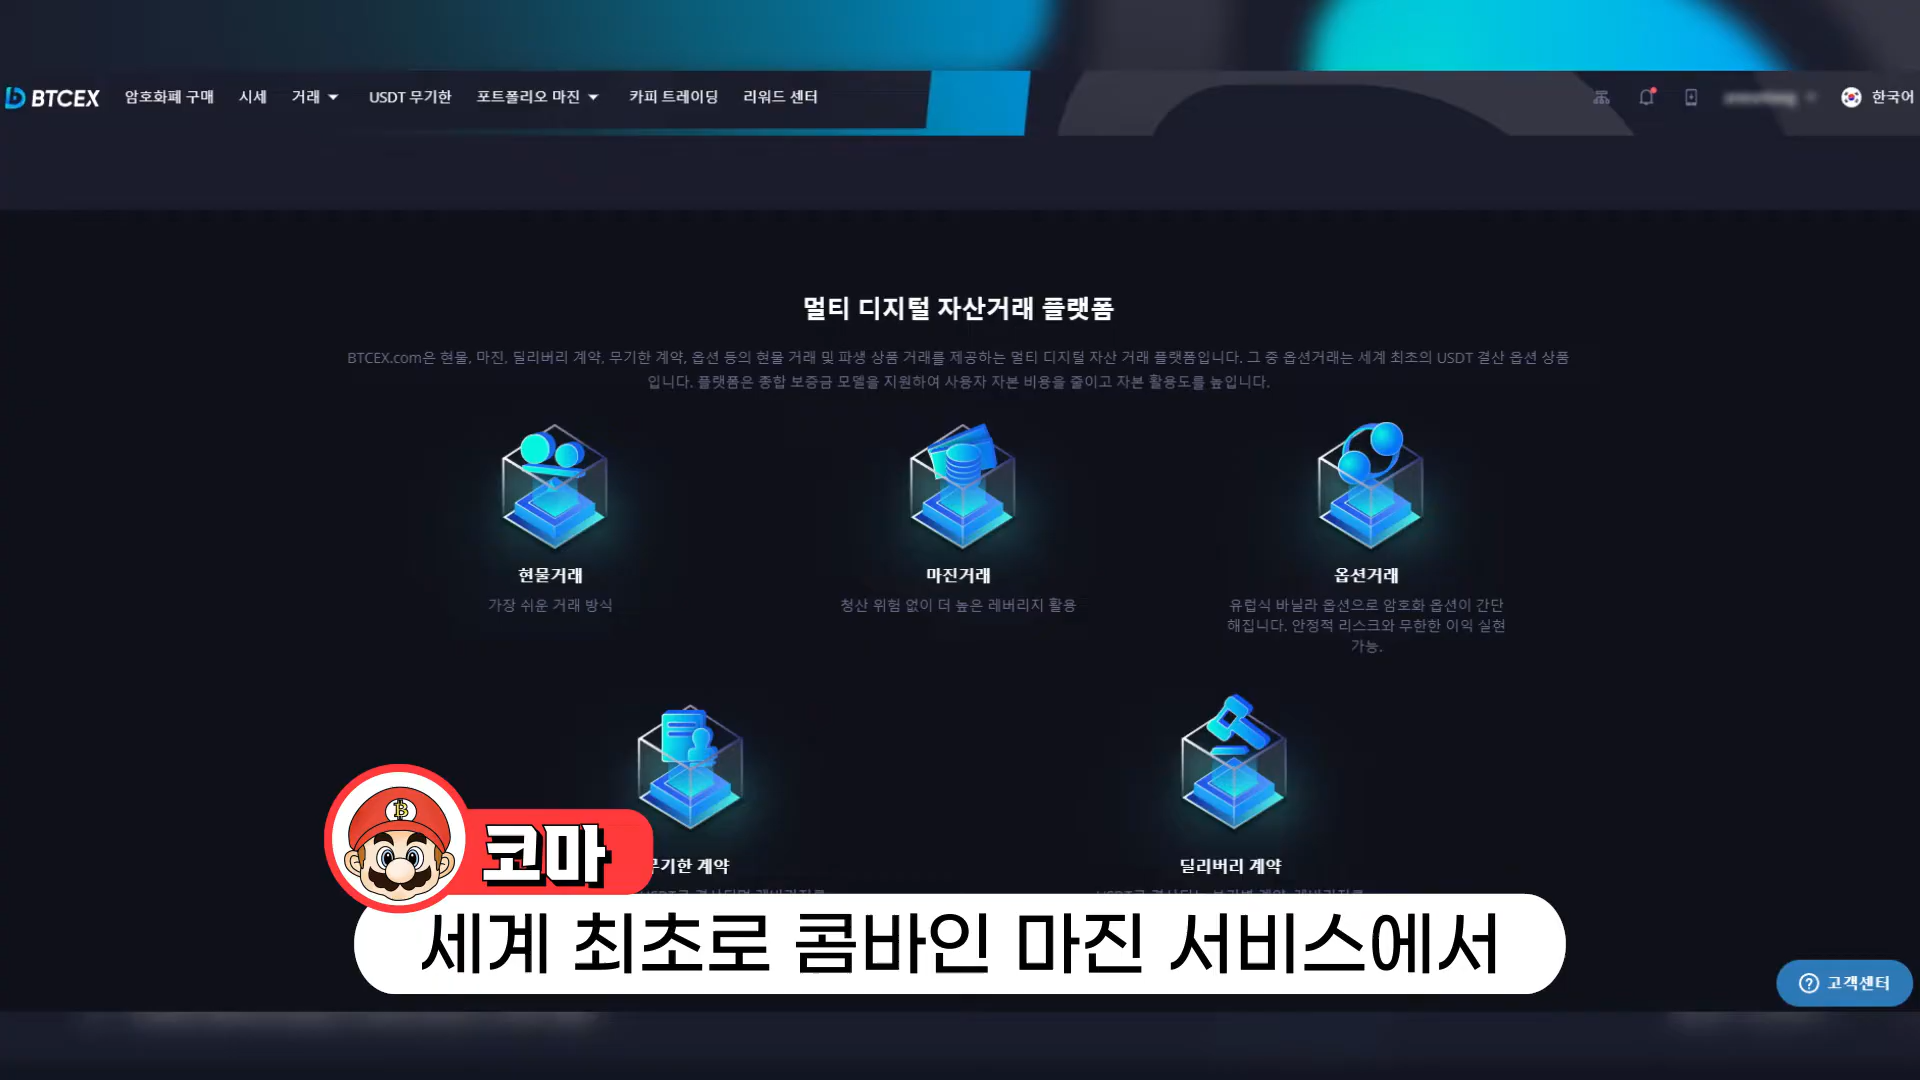 BTCEX 암호화폐 구매 시세 거래 USDT 무기한 포트폴리오 마진 카피 트레이딩 리워드 센터 한국어
멀티 디지털 자산거래 플랫폼
BTCEX.com은 현물, 마진, 딜리버리 계약, 무기한 계약, 옵션 등의 현물 거래 및 파생 상품 거래를 제공하는 멀티 디지털 자산 거래 플랫폼입니다. 그 중 옵션거래는 세계 최초의 USDT 결산 옵션 상품
입니다. 플랫폼은 종합 보증금 모델을 지원하여 사용자 자본 비용을 줄이고 자본 활용도를 높입니다.
현물거래
가장 쉬운 거래 방식
마진거래
청산 위험 없이 더 높은 레버리지 활용
옵션거래
유럽식 바닐라 옵션으로 암호화 옵션이 간단
해집니다. 안정적 리스크와 무한한 이익 실현
가능.
무기한 계약
딜리버리 계약
코마
세계 최초로 콤바인 마진 서비스에서
고객센터